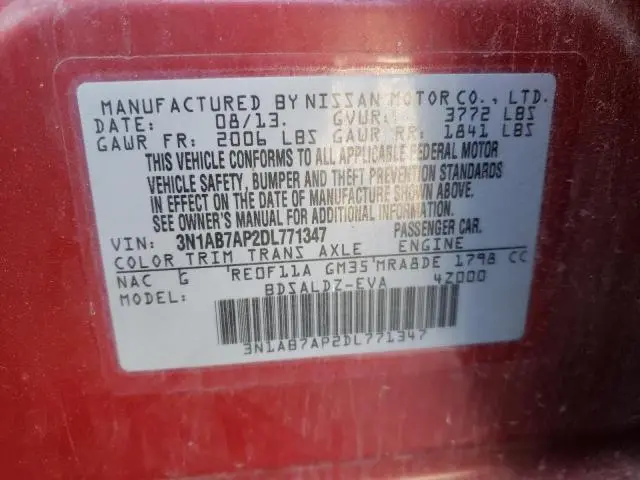 MANUFACTURED BY NISSAN MOTOR CO., LTD.
DATE: 08/13. GVWR: 3772 LBS
GAWR FR: 2006 LBS GAWR RR: 1841 LBS
THIS VEHICLE CONFORMS TO ALL APPLICABLE FEDERAL MOTOR
VEHICLE SAFETY, BUMPER AND THEFT PREVENTION STANDARDS
IN EFFECT ON THE DATE OF MANUFACTURE SHOWN ABOVE.
SEE OWNER'S MANUAL FOR ADDITIONAL INFORMATION.
VIN: 3N1AB7AP2DL771347 PASSENGER CAR.
COLOR TRIM TRANS AXLE ENGINE
NAC G RE0F11A GM35 MRA8DE 1798 CC
MODEL: BDSALDZ-EVA 4Z000
3N1AB7AP2DL771347